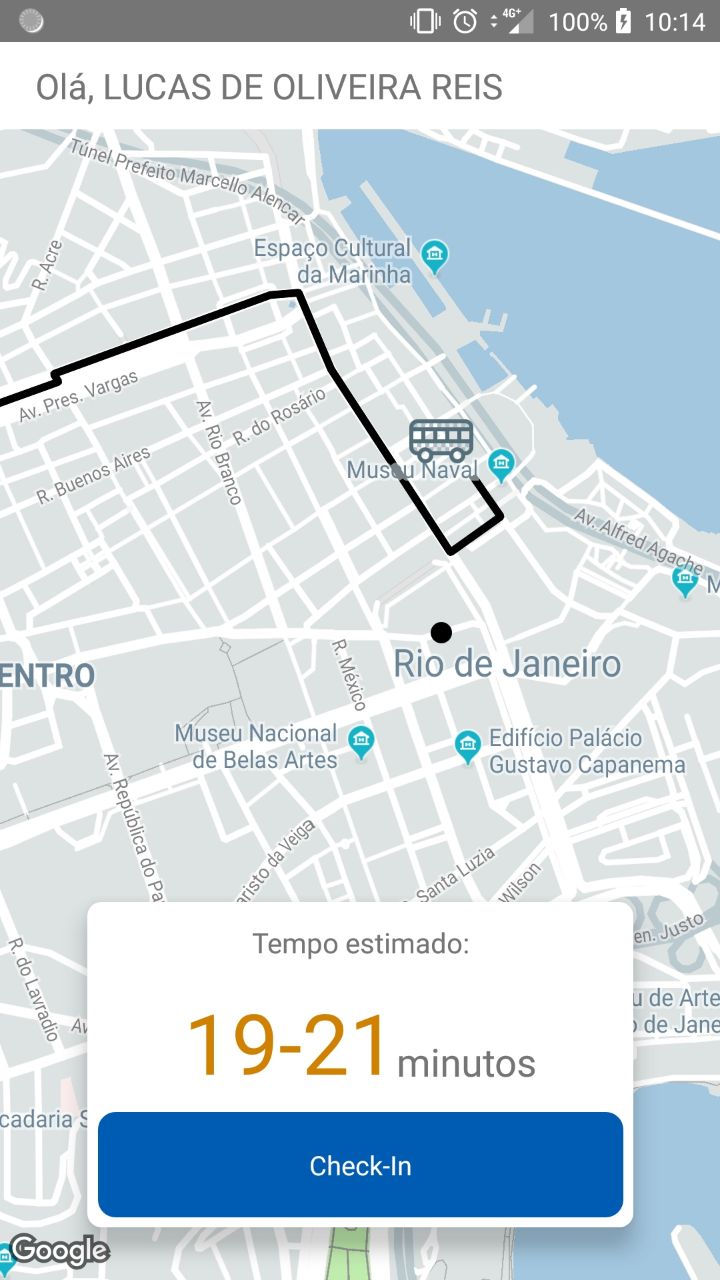 4G+ 100% 10:14
Olá, LUCAS DE OLIVEIRA REIS
Túnel Prefeito Marcello Alencar
R. Acre
Espaço Cultural
da Marinha
Av. Pres. Vargas
Av. Rio Branco
R. do Rosário
R. Buenos Aires
Museu Naval
Av. Alfred Agache
M
ENTRO
R. México
Rio de Janeiro
Museu Nacional
de Belas Artes
Edifício Palácio
Gustavo Capanema
Av. República do Pa
aristo da Veiga
Santa Luzia
Wilson
en. Justo
R. do Lavradio
Av
u de Arte
o de Jane
cadaria S
Tempo estimado:
19-21 minutos
Check-In
Google